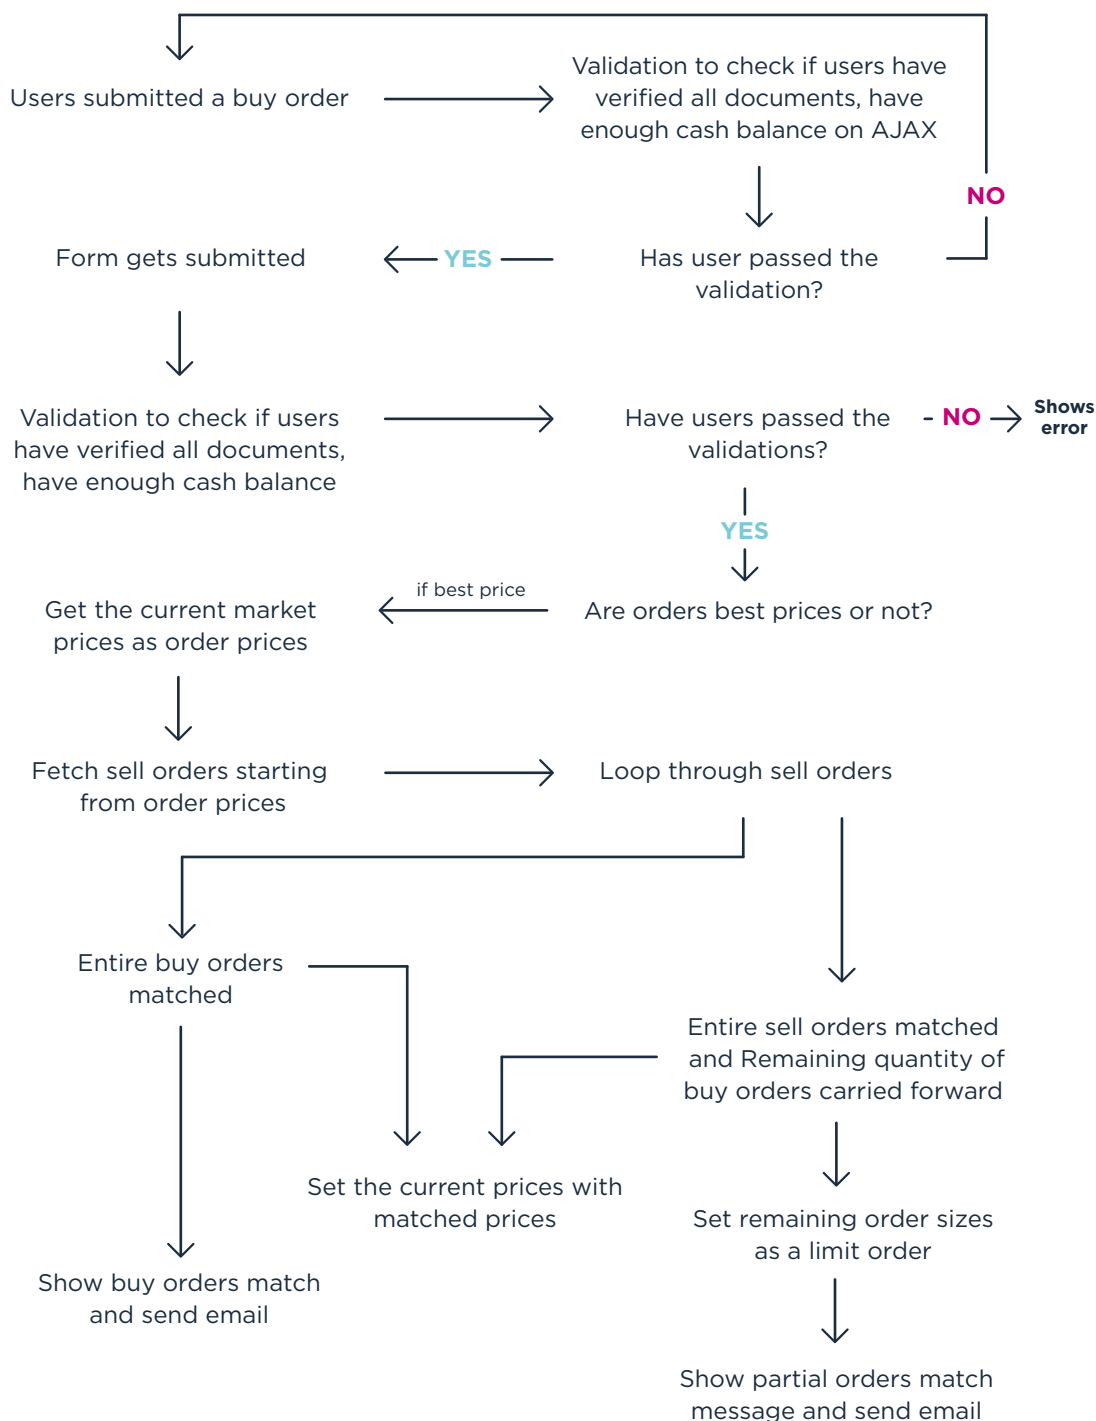 Users submitted a buy order
Validation to check if users have
verified all documents, have
enough cash balance on AJAX
NO
Form gets submitted
YES
Has user passed the
validation?
Validation to check if users
have verified all documents,
have enough cash balance
Have users passed the
validations?
NO
Shows
error
YES
Get the current market
prices as order prices
if best price
Are orders best prices or not?
Fetch sell orders starting
from order prices
Loop through sell orders
Entire buy orders
matched
Entire sell orders matched
and Remaining quantity of
buy orders carried forward
Set the current prices with
matched prices
Set remaining order sizes
as a limit order
Show buy orders match
and send email
Show partial orders match
message and send email